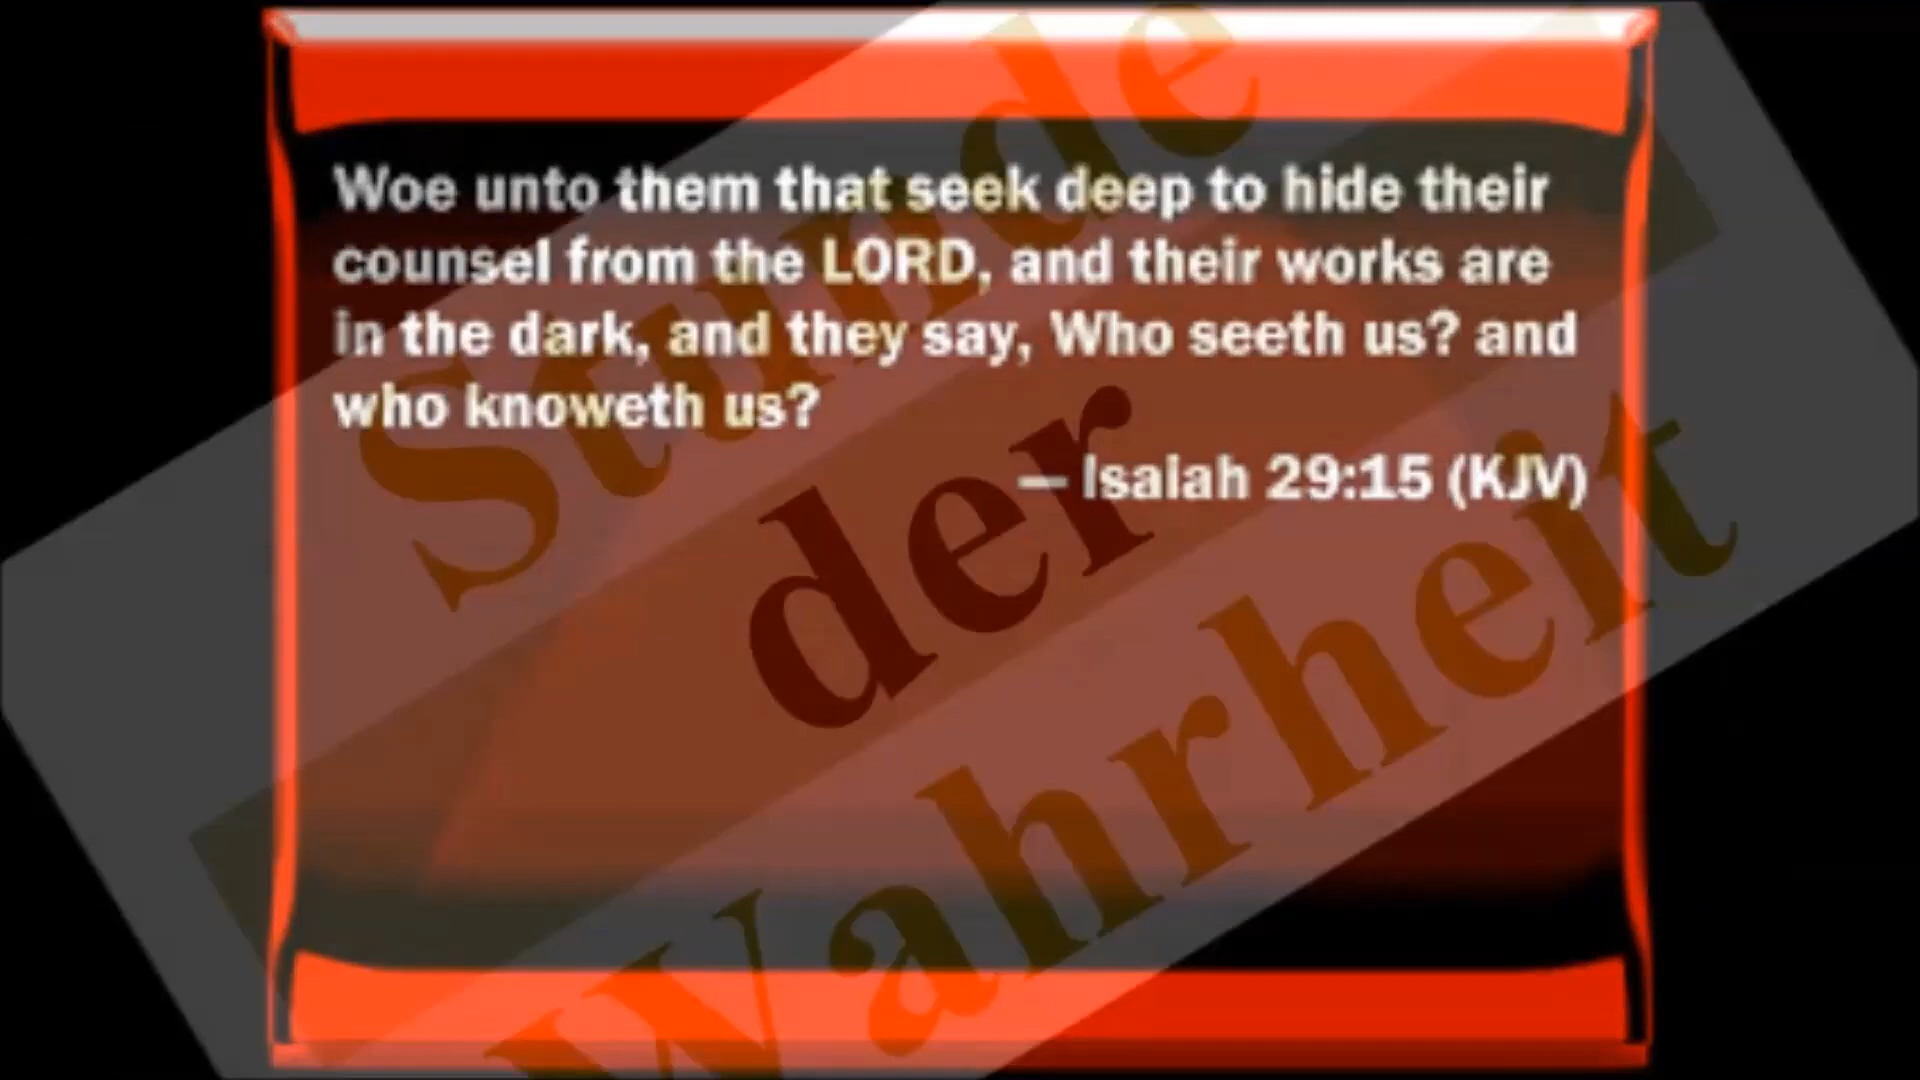 Woe unto them that seek deep to hide their
counsel from the LORD, and their works are
in the dark, and they say, Who seeth us? and
who knoweth us?
— Isaiah 29:15 (KJV)
Stunde
der
Wahrheit